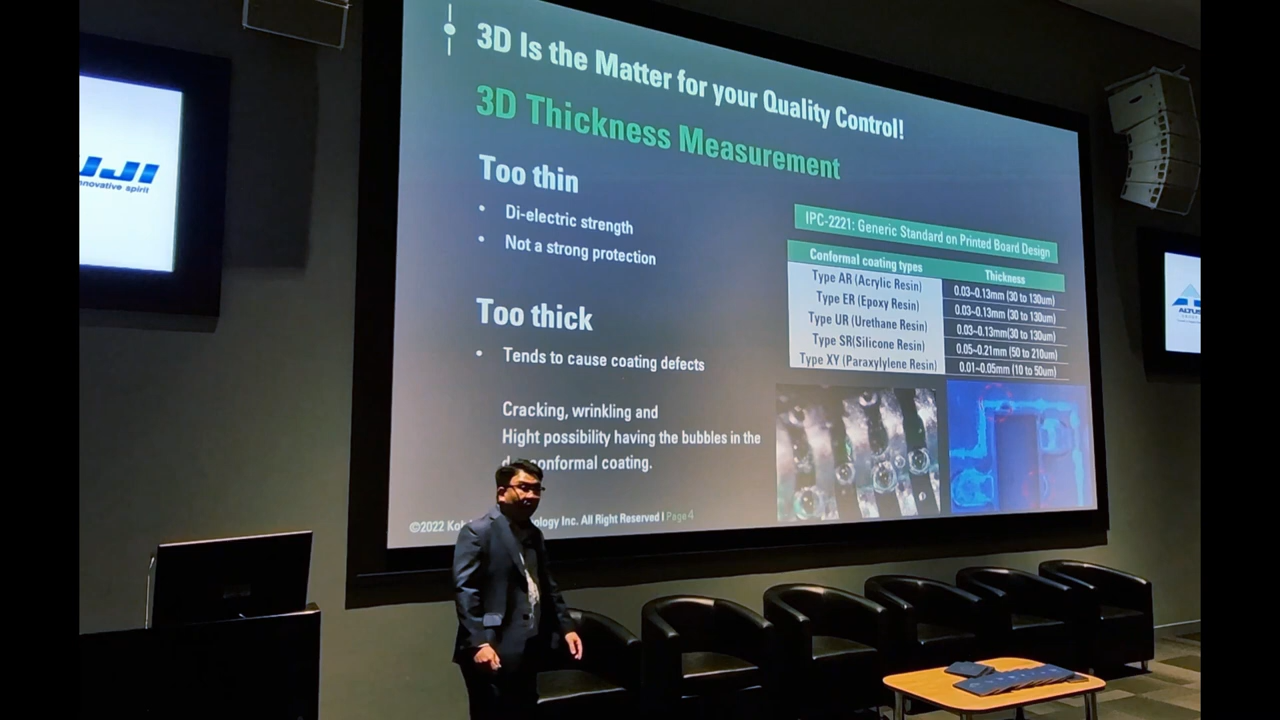 3D Is the Matter for your Quality Control!
3D Thickness Measurement
Too thin
• Di-electric strength
• Not a strong protection
Too thick
• Tends to cause coating defects
Cracking, wrinkling and
Hight possibility having the bubbles in the
conformal coating.
©2022 Inc. All Right Reserved | Page 4
IPC-2221: Generic Standard on Printed Board Design
Conformal coating types Thickness
Type AR (Acrylic Resin) 0.03~0.13mm (30 to 130um)
Type ER (Epoxy Resin) 0.03~0.13mm (30 to 130um)
Type UR (Urethane Resin) 0.03~0.13mm(30 to 130um)
Type SR(Silicone Resin) 0.05~0.21mm (50 to 210um)
Type XY (Paraxylylene Resin) 0.01~0.05mm (10 to 50um)
UJI
innovative spirit
ALTUS